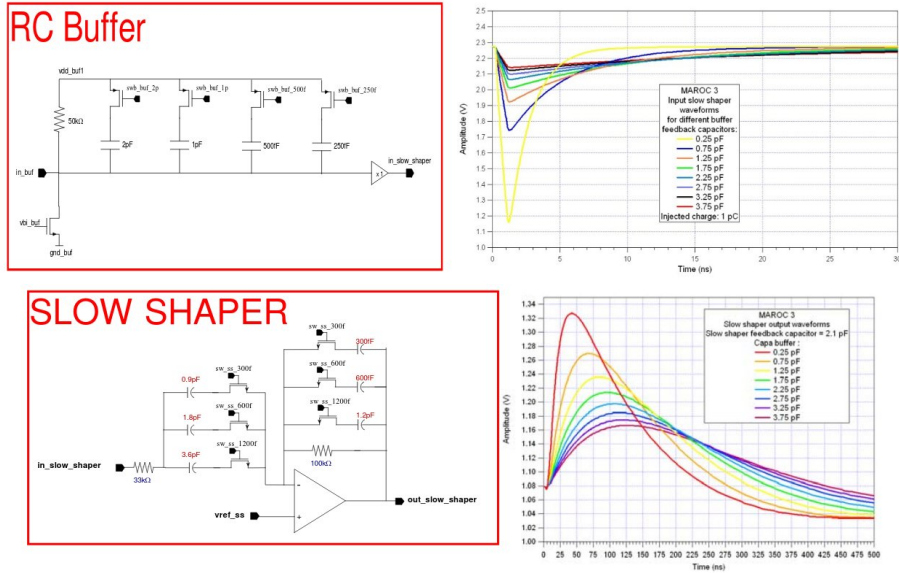 RC Buffer
vdd_buf1
swb_buf_2p
swb_buf_1p
swb_buf_500f
swb_buf_250f
50kΩ
2pF
1pF
500fF
250fF
in_buf
x1
in_slow_shaper
vbi_buf
gnd_buf
Amplitude (V)
2.5
2.4
2.3
2.2
2.1
2.0
1.9
1.8
1.7
1.6
1.5
1.4
1.3
1.2
1.1
1.0
MAROC 3
Input slow shaper
waveforms
for different buffer
feedback capacitors:
0.25 pF
0.75 pF
1.25 pF
1.75 pF
2.25 pF
2.75 pF
3.25 pF
3.75 pF
Injected charge: 1 pC
0 5 10 15 20 25 30
Time (ns)
SLOW SHAPER
sw_ss_300f
300fF
sw_ss_600f
600fF
sw_ss_1200f
1.2pF
100kΩ
sw_ss_300f
0.9pF
sw_ss_600f
1.8pF
sw_ss_1200f
3.6pF
in_slow_shaper
33kΩ
-
+
vref_ss
out_slow_shaper
Amplitude (V)
1,34
1,32
1.30
1.28
1.26
1.24
1.22
1.20
1.18
1.16
1.14
1.12
1.10
1.08
1.06
1.04
1.02
1.00
MAROC 3
Slow shaper output waveforms
Slow shaper feedback capacitor = 2.1 pF
Capa buffer :
0.25 pF
0.75 pF
1.25 pF
1.75 pF
2.25 pF
2.75 pF
3.25 pF
3.75 pF
0 25 50 75 100 125 150 175 200 225 250 275 300 325 350 375 400 425 450 475 500
Time (ns)